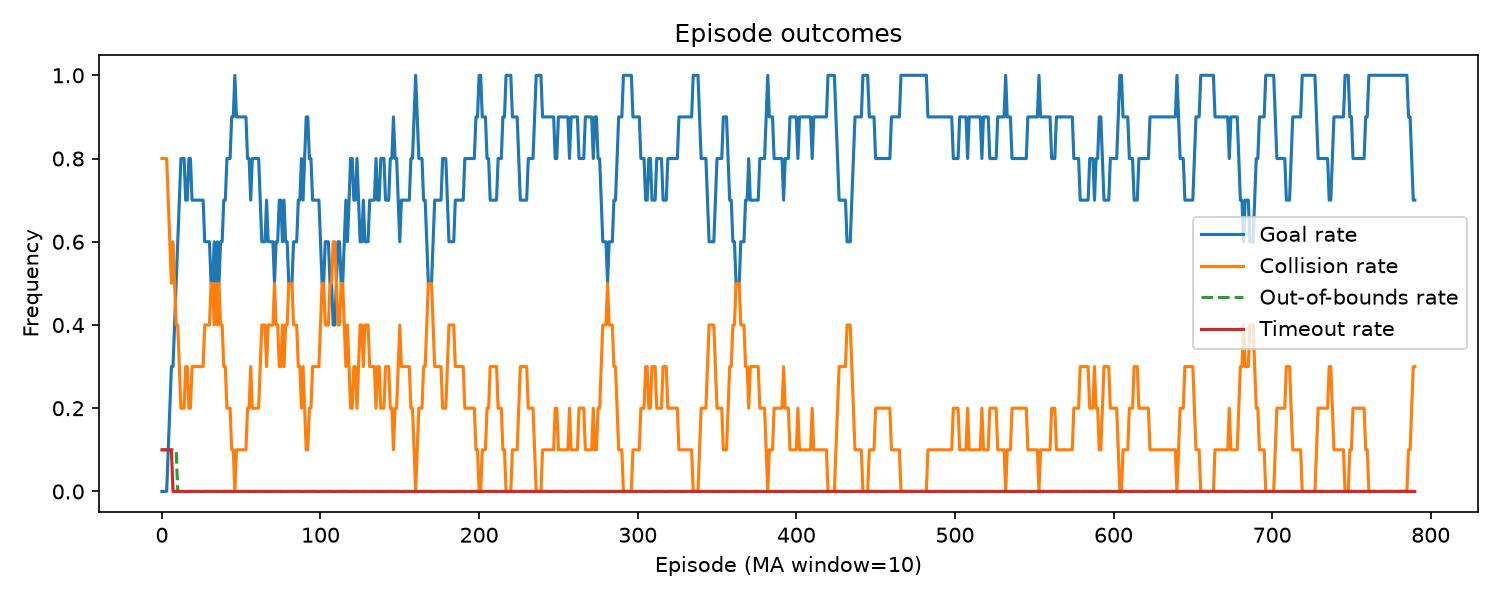 Episode outcomes
1.0
0.8
0.6
0.4
0.2
0.0
Frequency
Goal rate
Collision rate
Out-of-bounds rate
Timeout rate
0 100 200 300 400 500 600 700 800
Episode (MA window=10)